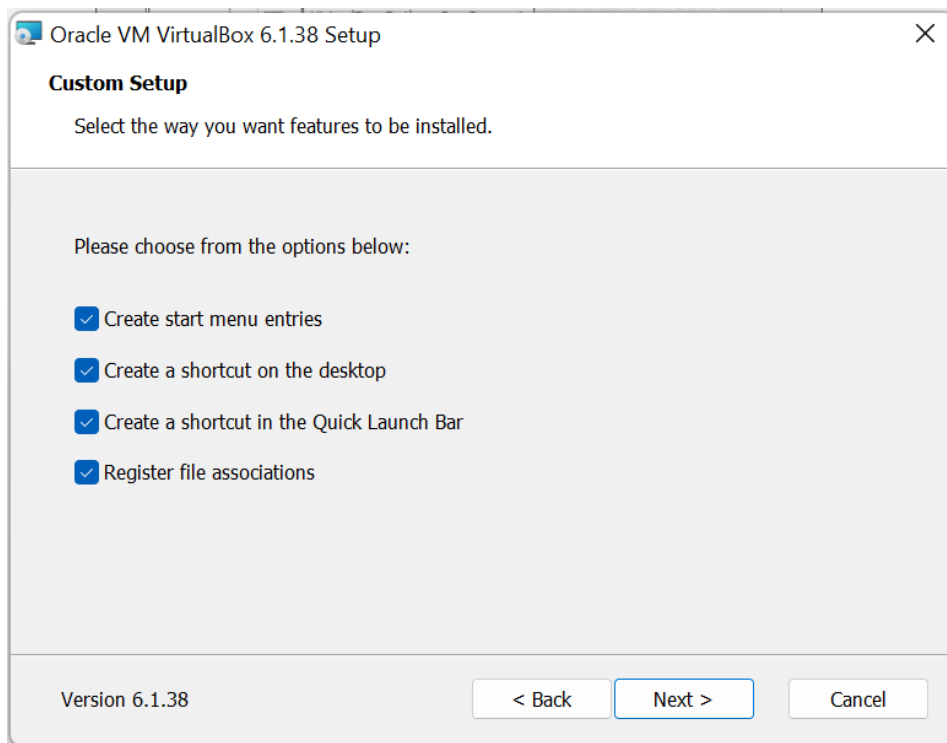 Oracle VM VirtualBox 6.1.38 Setup
Custom Setup
Select the way you want features to be installed.
Please choose from the options below:
Create start menu entries
Create a shortcut on the desktop
Create a shortcut in the Quick Launch Bar
Register file associations
Version 6.1.38
< Back
Next >
Cancel